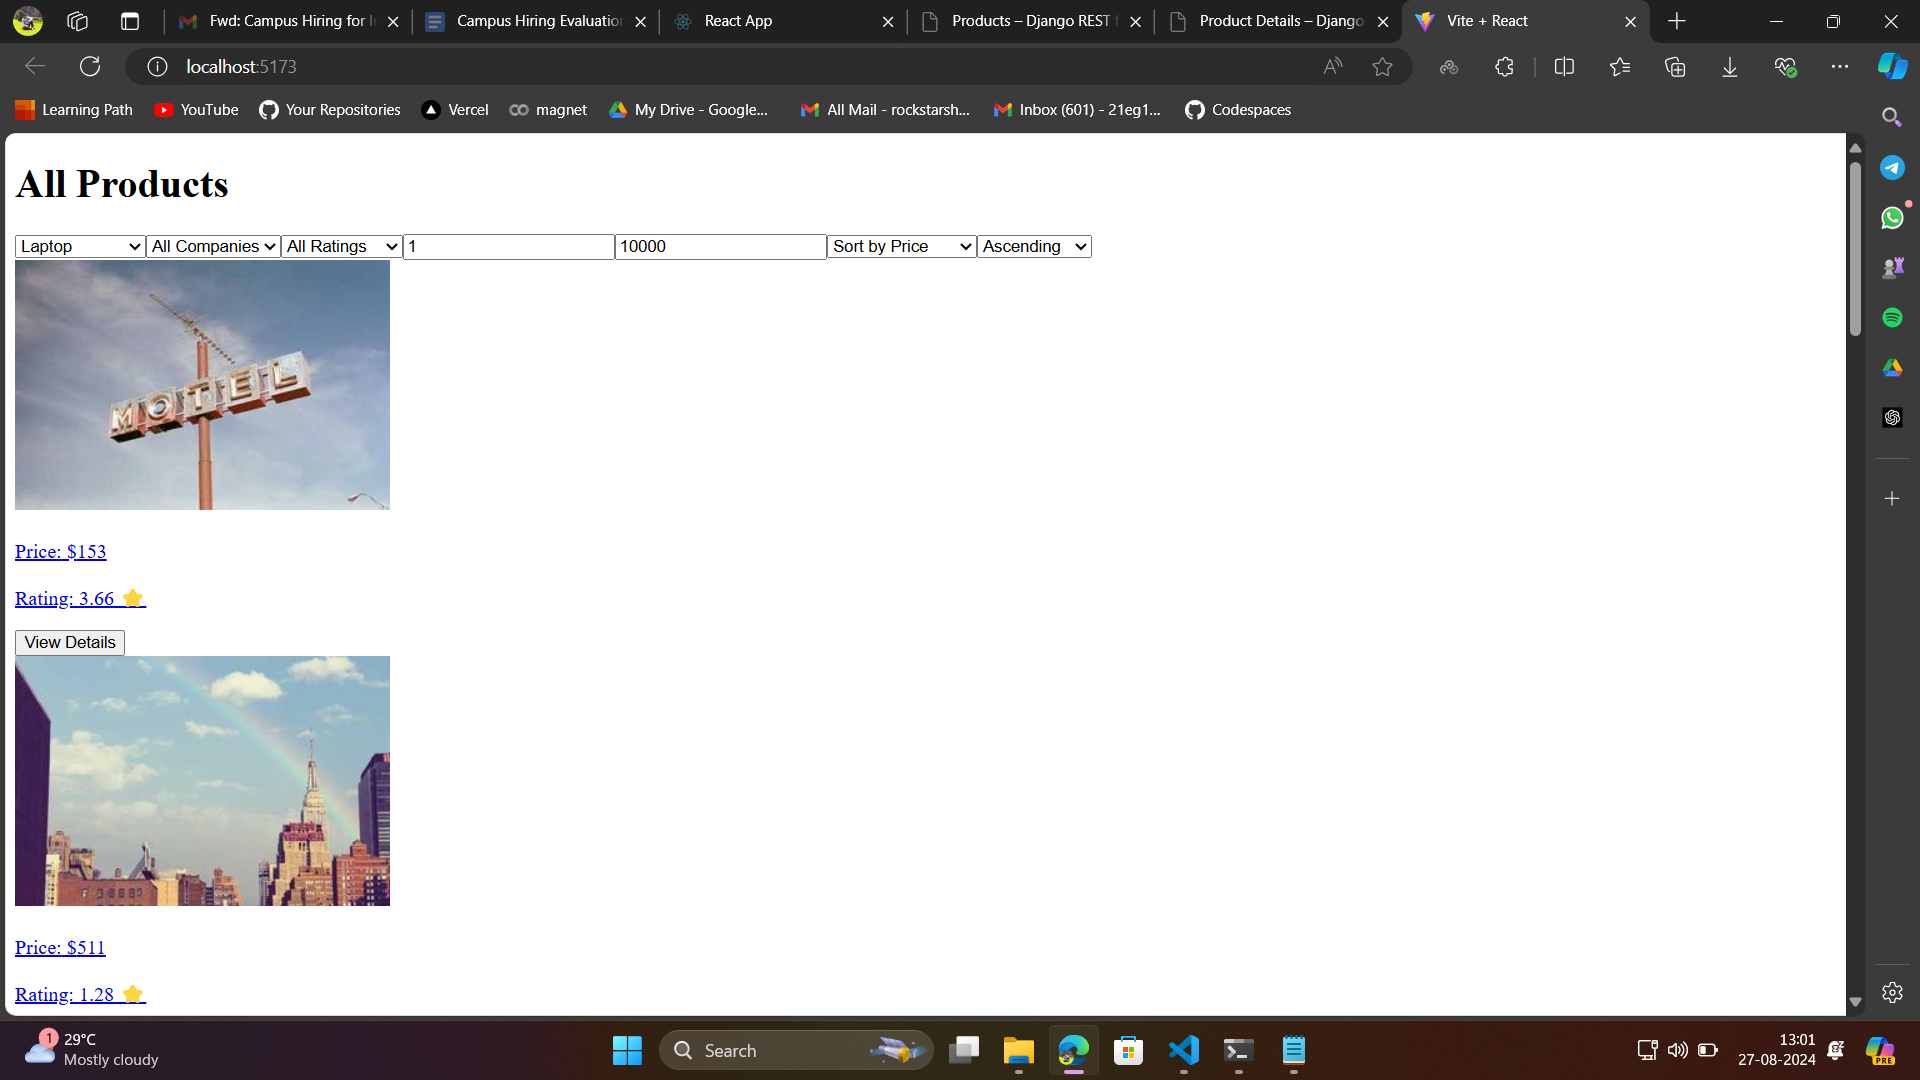 Fwd: Campus Hiring for I
Campus Hiring Evaluation
React App
Products – Django REST f
Product Details – Django
Vite + React
localhost:5173
Learning Path
YouTube
Your Repositories
Vercel
magnet
My Drive - Google...
All Mail - rockstarsh...
Inbox (601) - 21eg1...
Codespaces
All Products
Laptop
All Companies
All Ratings
1
10000
Sort by Price
Ascending
MOTEL
Price: $153
Rating: 3.66
View Details
Price: $511
Rating: 1.28
1
29°C
Mostly cloudy
Search
13:01
27-08-2024
PRE